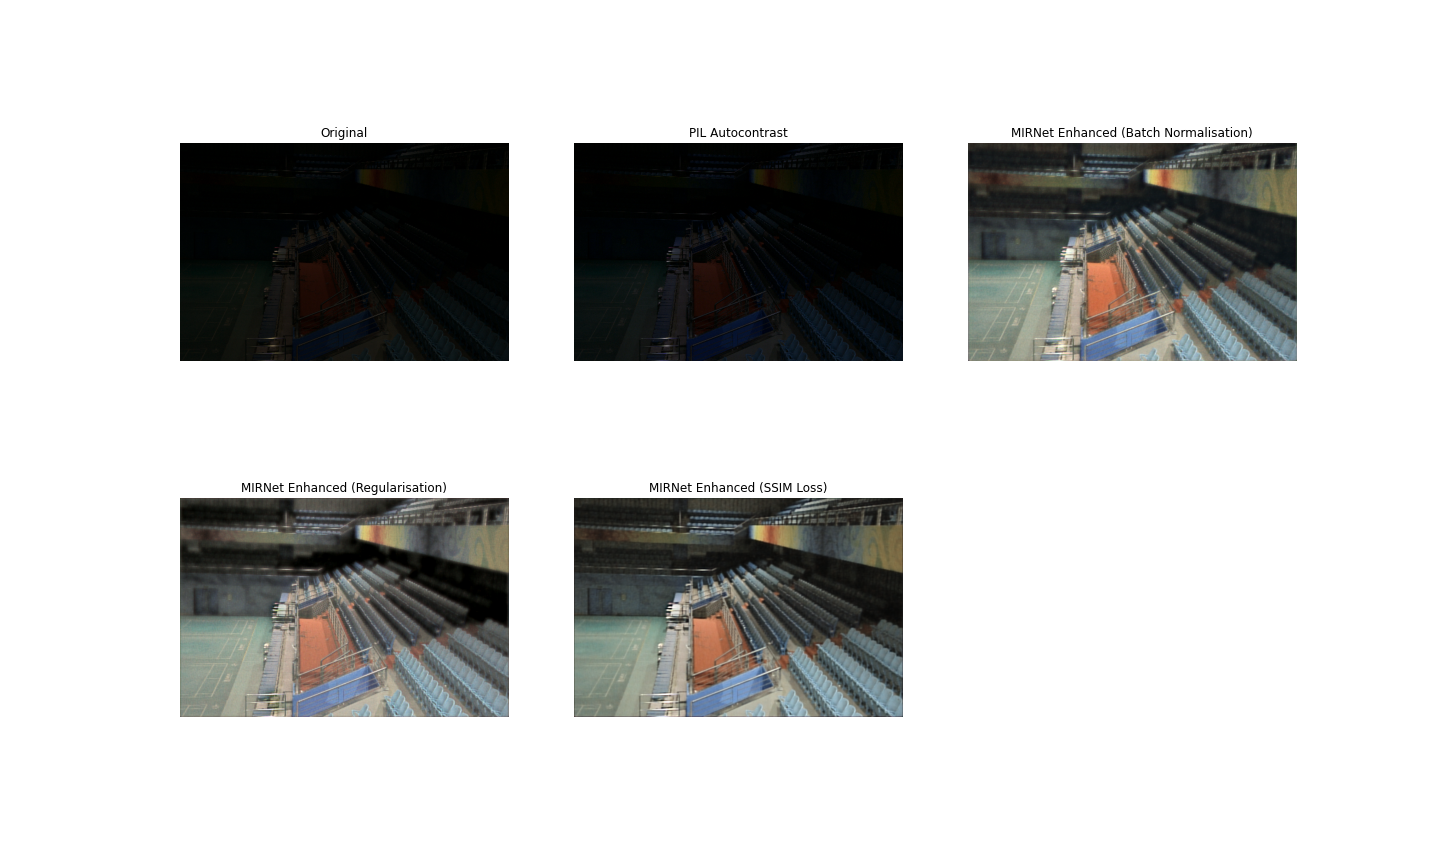 Original
PIL Autocontrast
MIRNet Enhanced (Batch Normalisation)
MIRNet Enhanced (Regularisation)
MIRNet Enhanced (SSIM Loss)